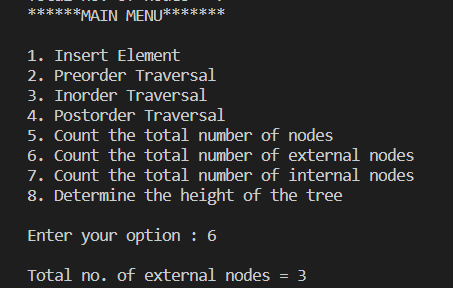 ******MAIN MENU*******
1. Insert Element
2. Preorder Traversal
3. Inorder Traversal
4. Postorder Traversal
5. Count the total number of nodes
6. Count the total number of external nodes
7. Count the total number of internal nodes
8. Determine the height of the tree
Enter your option : 6
Total no. of external nodes = 3